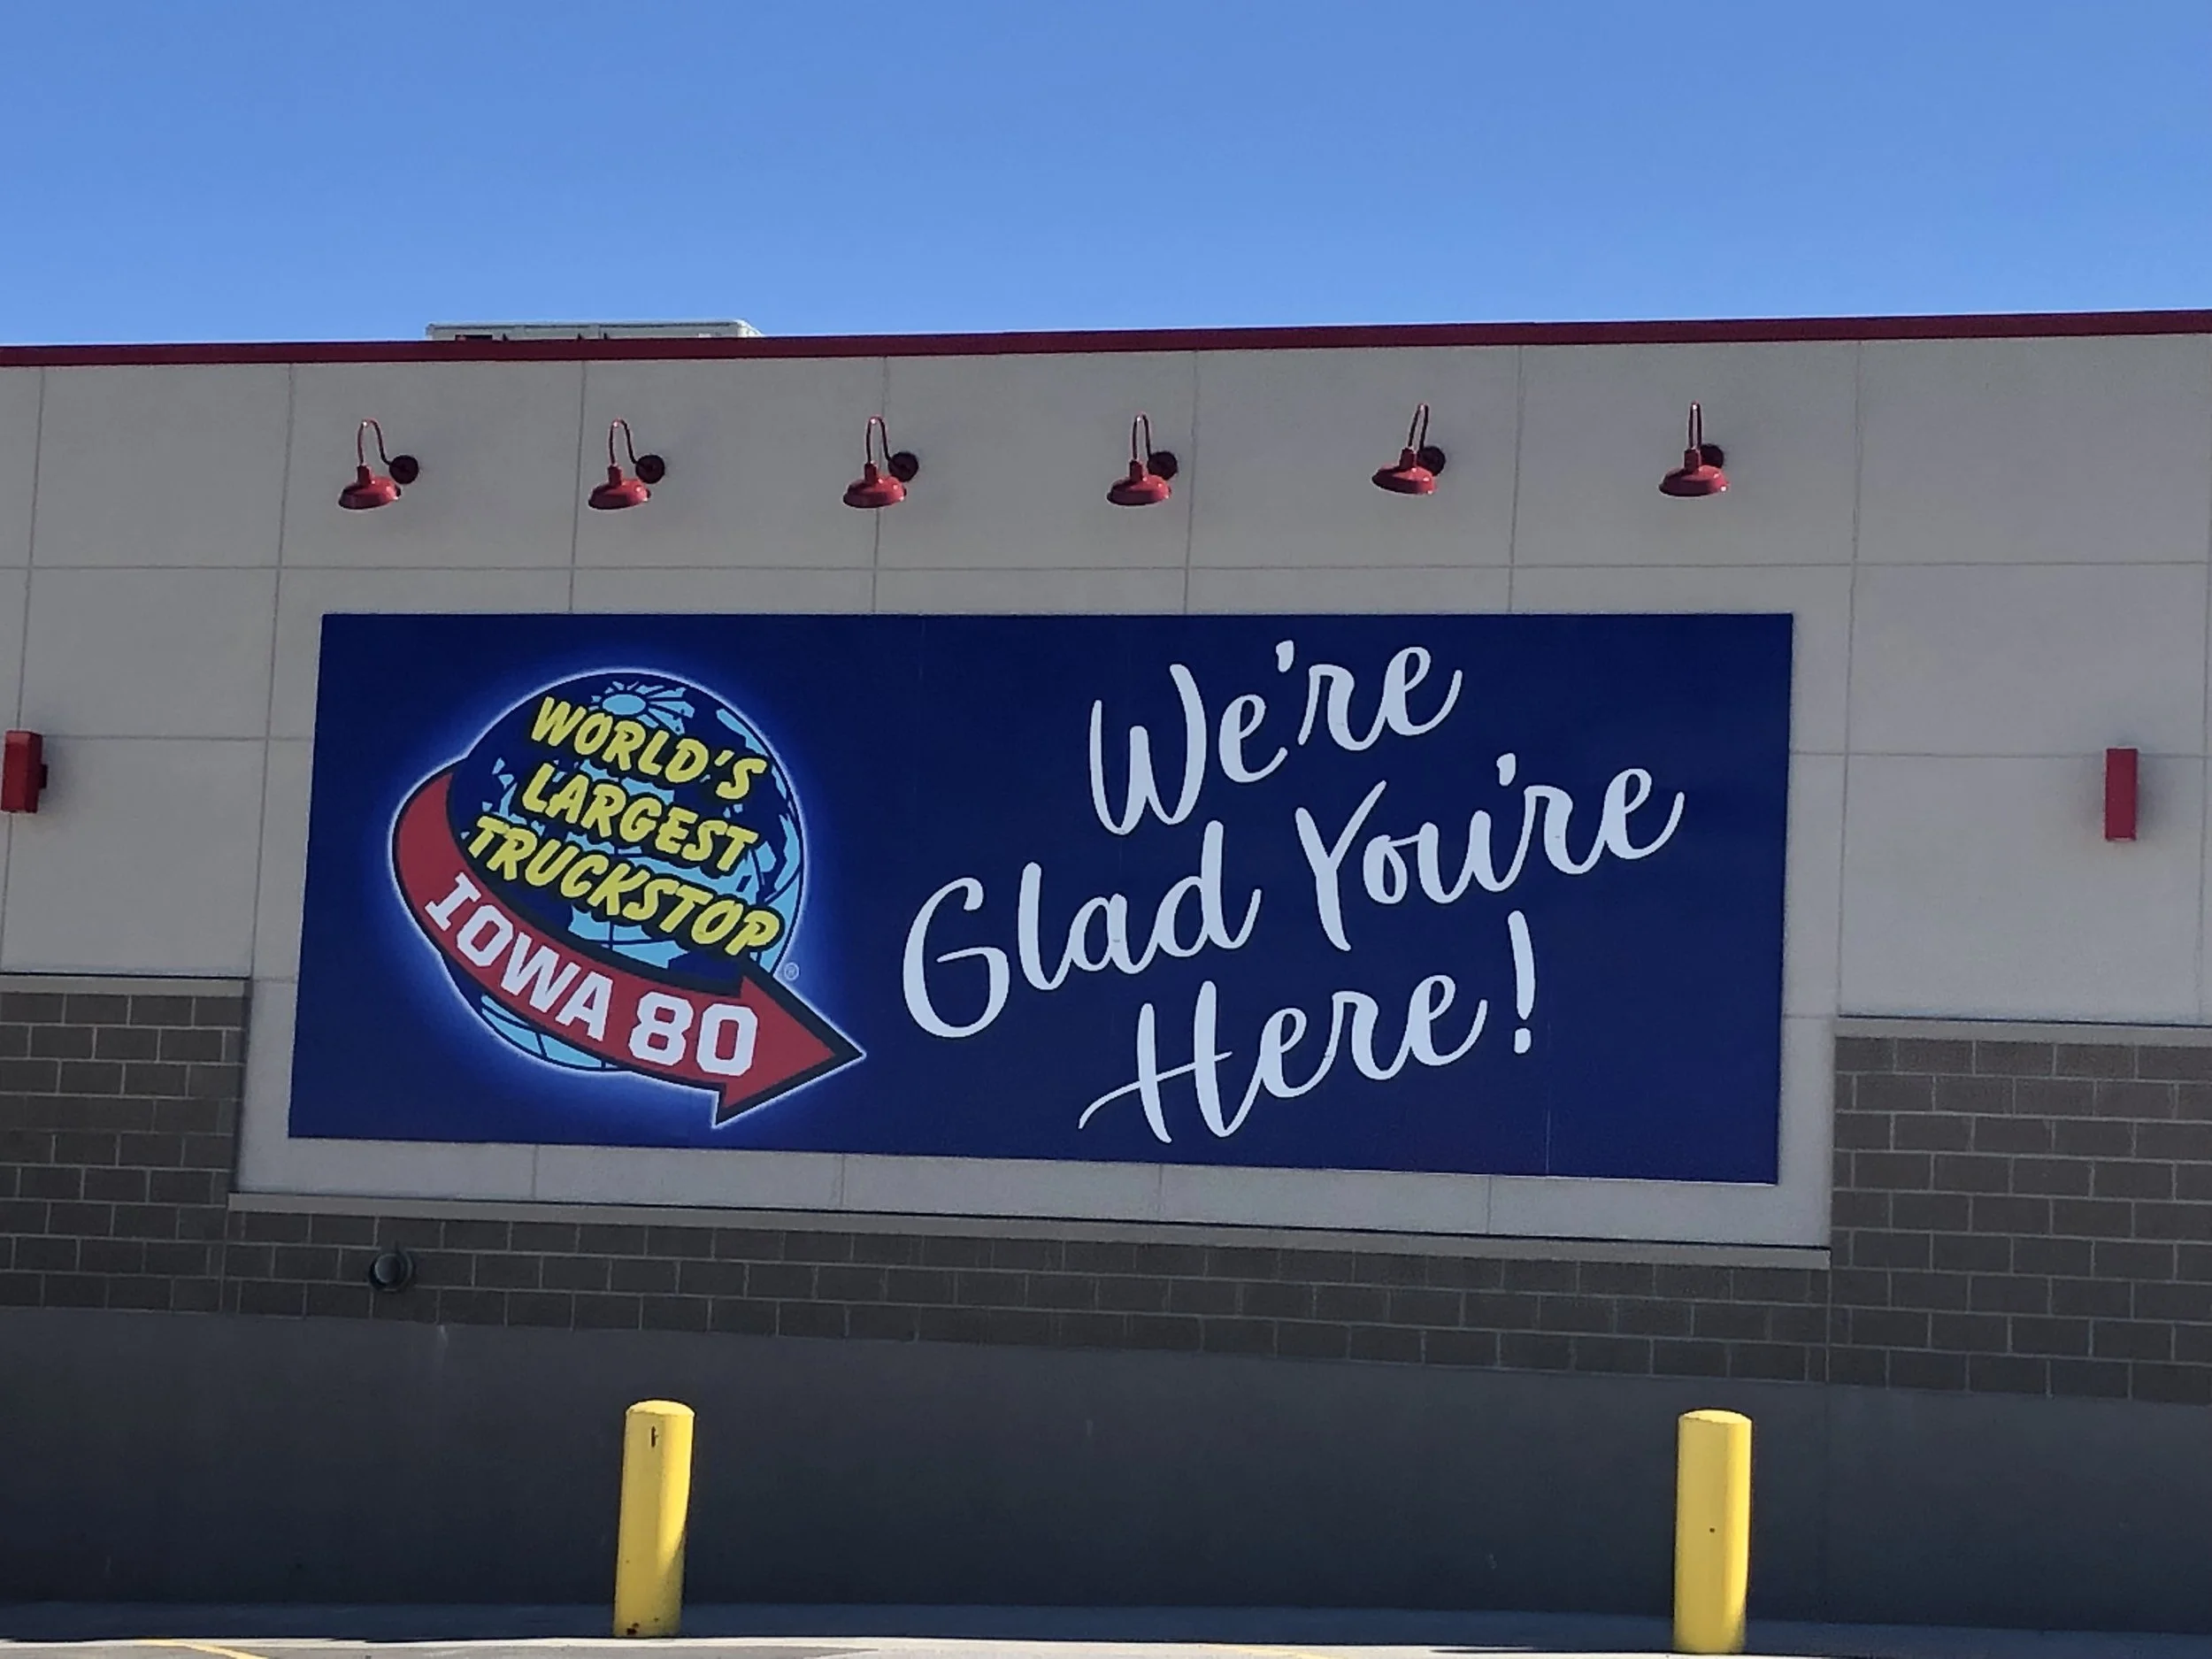 WORLD'S
LARGEST
TRUCKSTOP
IOWA 80
®
We're
Glad You're
Here!